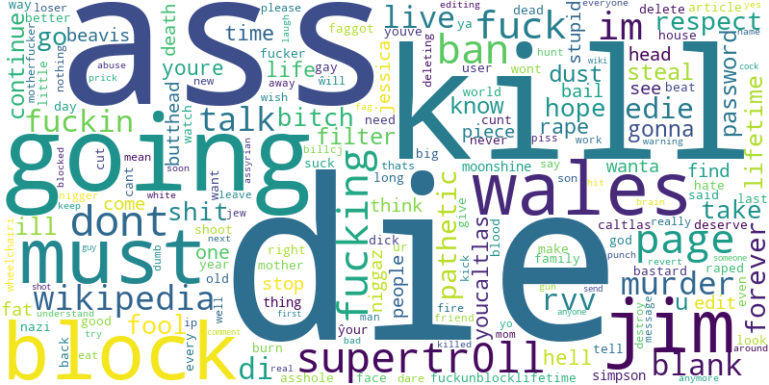 way
loser
better
beavis
motherfucker
nothing
little
go
continue
day
fuckin
abuse
prick
death
youre
butthead
watch
ass
please
fucker
faggot
time
new
life
gay
away
will
wish
laugh
talk
bitch
filter
jessica
fag
need
suck
billcj
assyrian
live
ya
youve
deleting
editing
fuck
dead
ban
user
hunt
wont
world
know
cunt
piece
never
piss
kill
stupid
im
delete
article
yes
everyone
wiki
house
name
respect
cock
dust
head
steal
bail
see
beat
hope
edie
rape
gonna
work
warning
password
lifetime
going
blocked
cut
mean
cant
soon
nigger
white
keep
come
want
leave
jew
dont
shit
ill
must
guy
dumb
shoot
one
next
year
wikipedia
wheelchairi
shot
understand
fat
good
nazi
try
back
eat
block
fool
ip
every
well
comment
di
burn
real
asshole
old
right
mother
stop
thing
first
die
fucking
thats
long
big
think
niggaz
dick
ur
people
man
your
bad
face
dare
killed
pathetic
give
kick
fire
friend
mom
yo
supertr0ll
fuckunblocklifetime
moonshine
say
wales
son
blood
youcaltlas
make
family
gun
send
anyone
rvv
hell
tell
simpson
wanta
hit
brain
find
hate
said
last
caltlas
god
deserve
really
take
page
punch
revert
raped
someone
bastard
murder
u
edit
even
forever
destroy
message
jim
look
around
blank
anymore